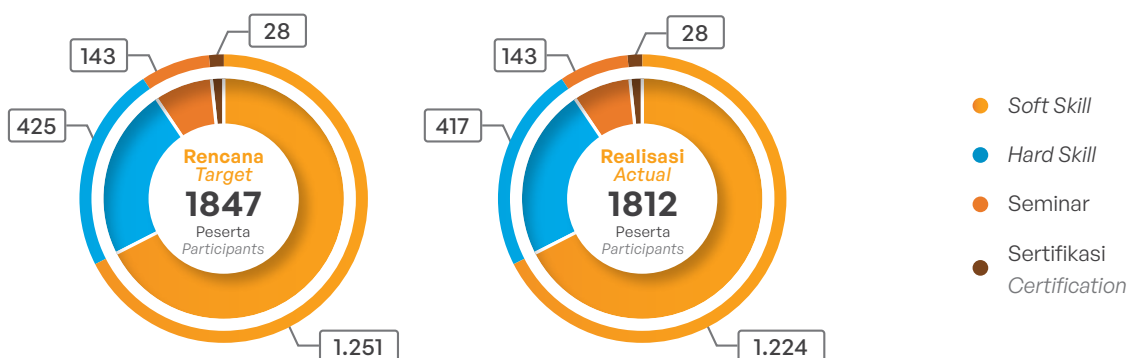 28
143
425
Rencana
Target
1847
Peserta
Participants
1.251
28
143
417
Realisasi
Actual
1812
Peserta
Participants
1.224
Soft Skill
Hard Skill
Seminar
Sertifikasi
Certification